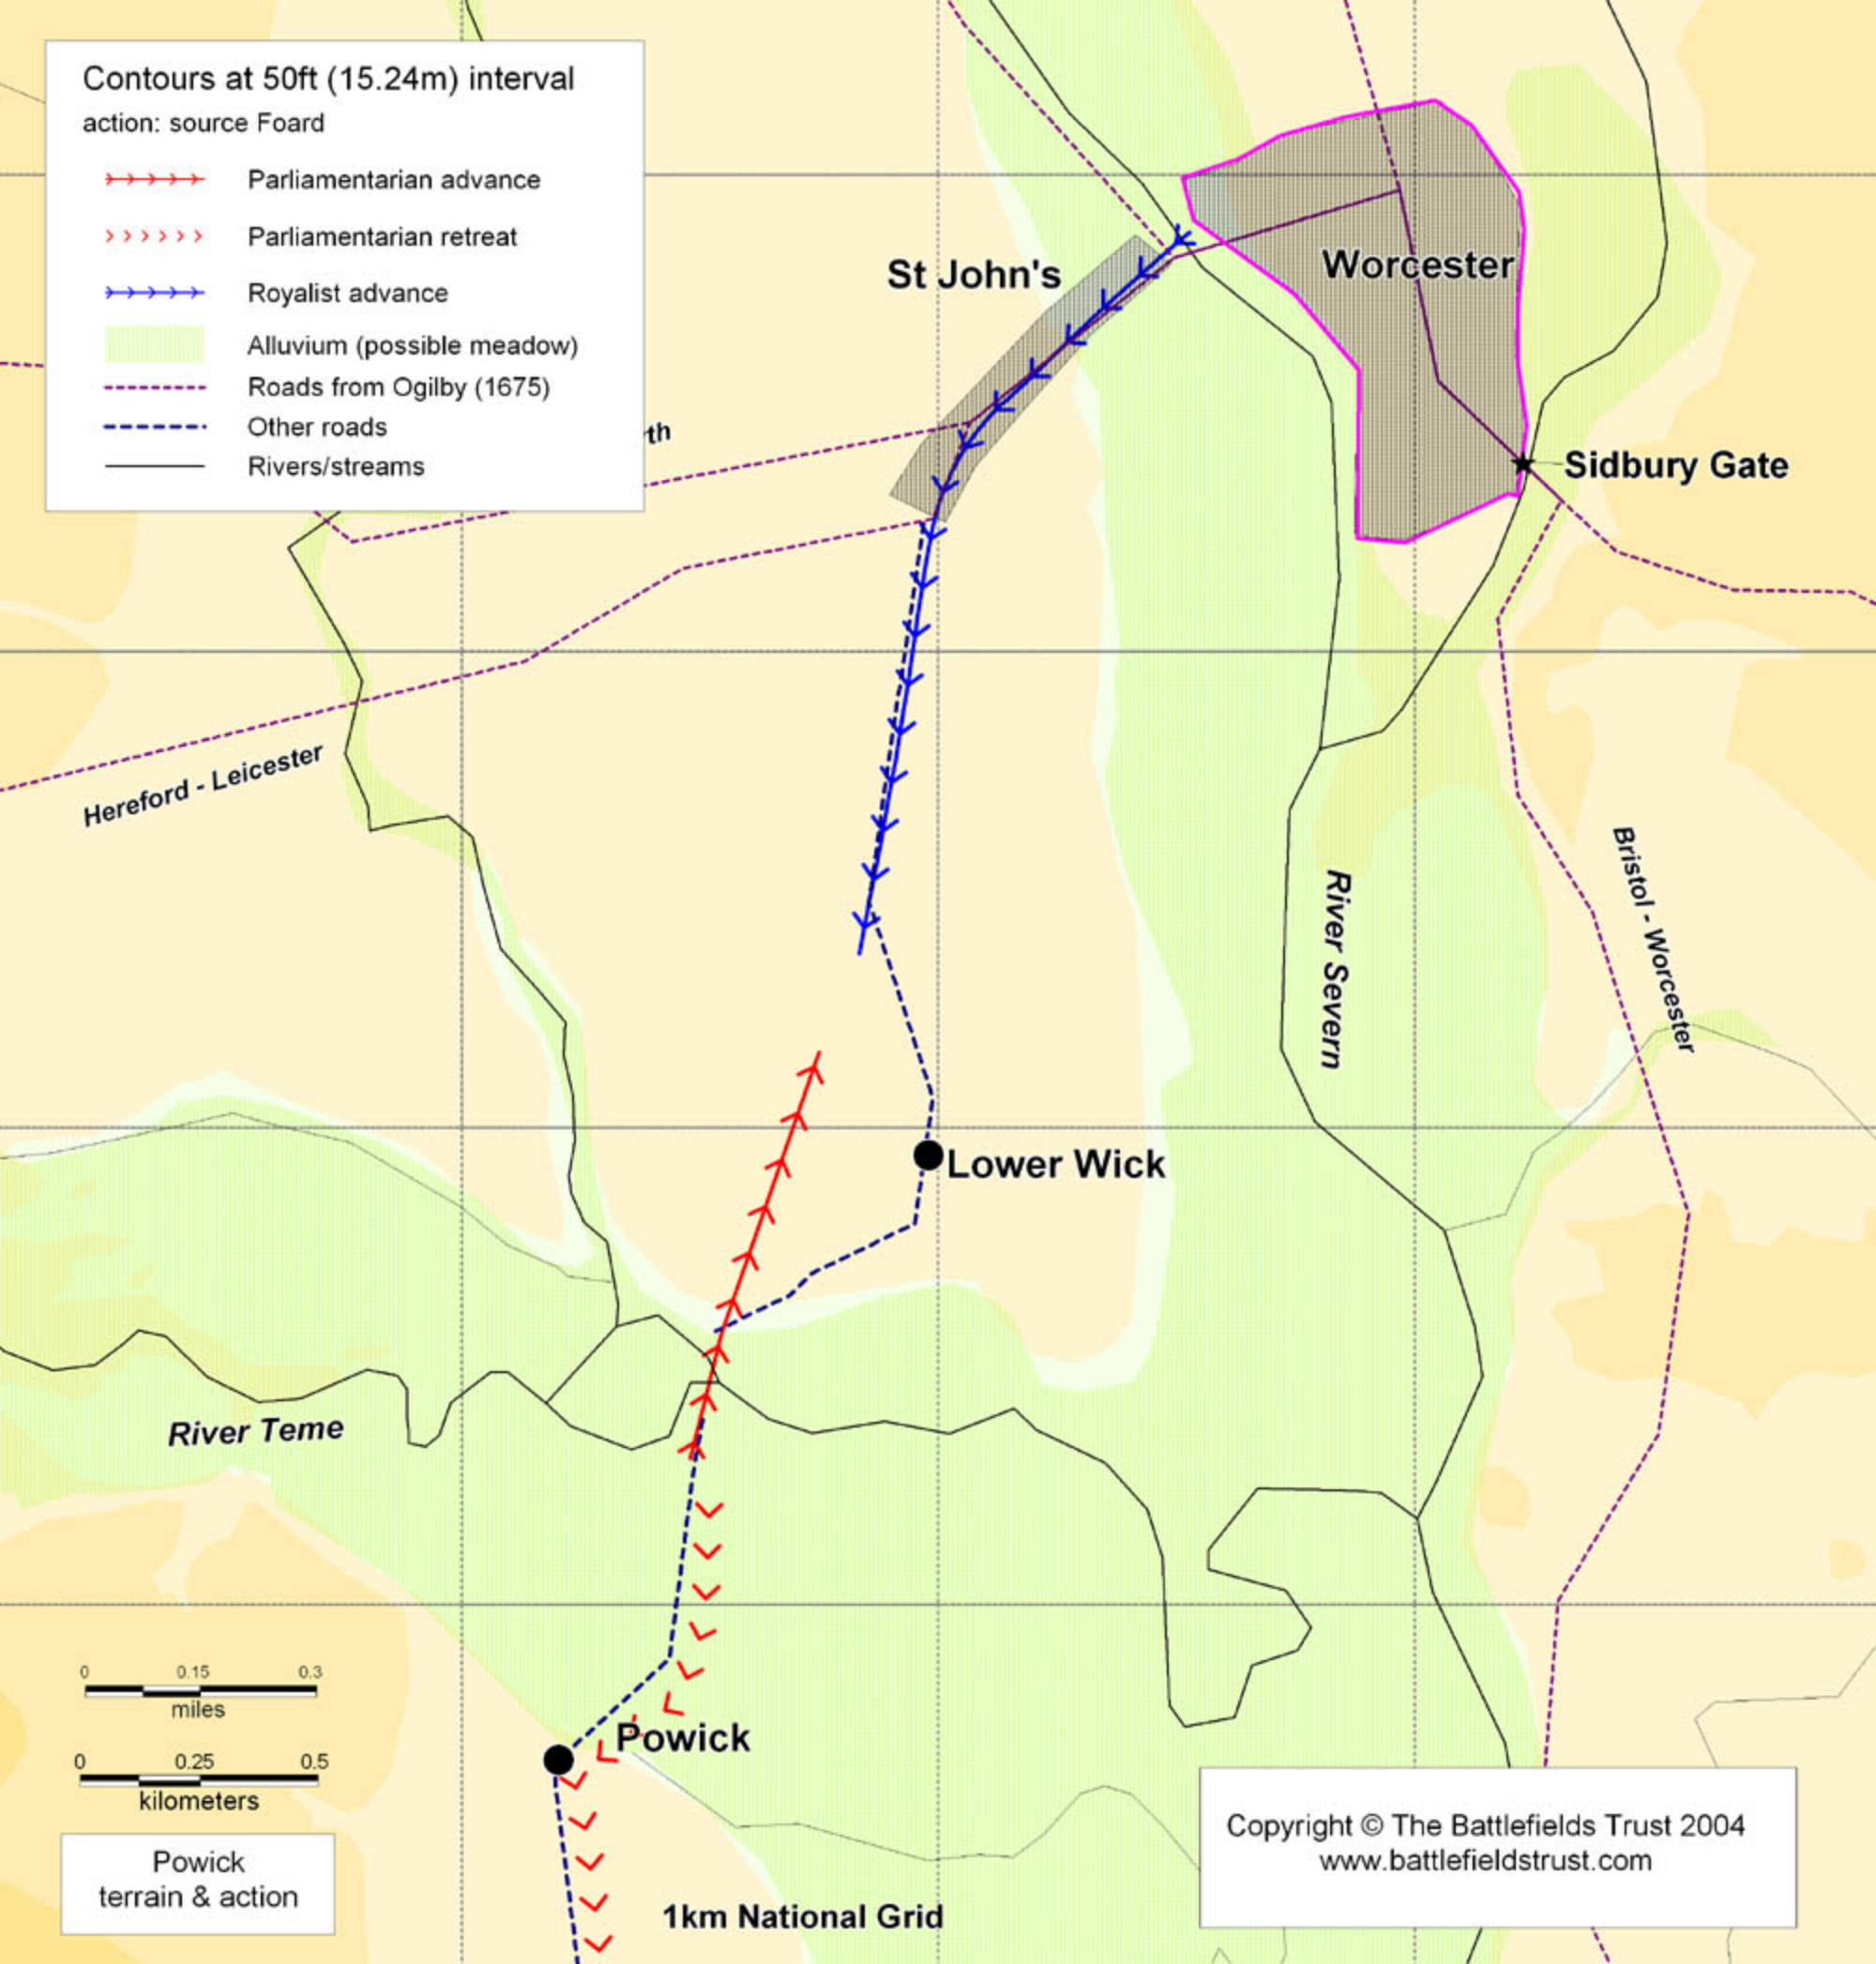 Contours at 50ft (15.24m) interval
action: source Foard
Parliamentarian advance
Parliamentarian retreat
Royalist advance
Alluvium (possible meadow)
Roads from Ogilby (1675)
Other roads
Rivers/streams
St John's
Worcester
th
Sidbury Gate
Hereford - Leicester
River Severn
Bristol - Worcester
Lower Wick
River Teme
Powick
0 0.15 0.3
miles
0 0.25 0.5
kilometers
Powick
terrain & action
1km National Grid
Copyright © The Battlefields Trust 2004
www.battlefieldstrust.com